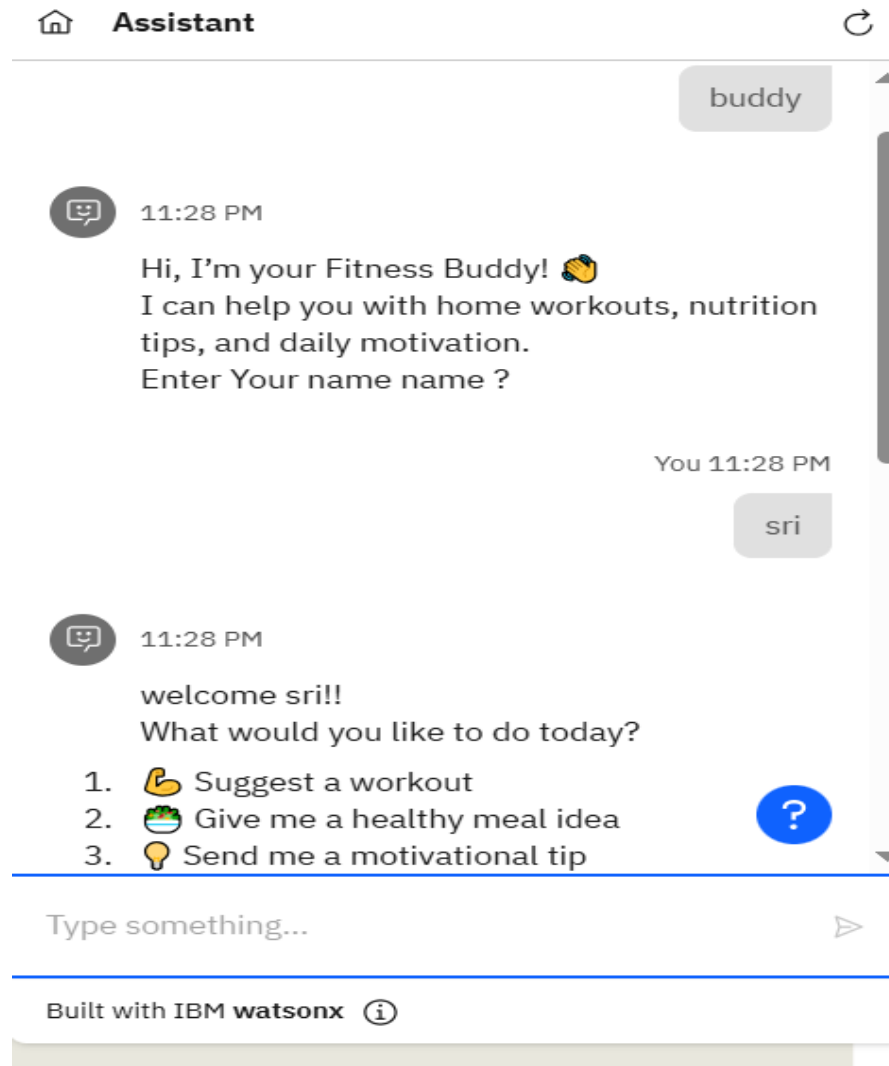 Assistant
buddy
11:28 PM
Hi, I’m your Fitness Buddy! 👏
I can help you with home workouts, nutrition
tips, and daily motivation.
Enter Your name name ?
You 11:28 PM
sri
11:28 PM
welcome sri!!
What would you like to do today?
1. 💪 Suggest a workout
2. 🥗 Give me a healthy meal idea
3. 💡 Send me a motivational tip
?
Type something...
Built with IBM watsonx